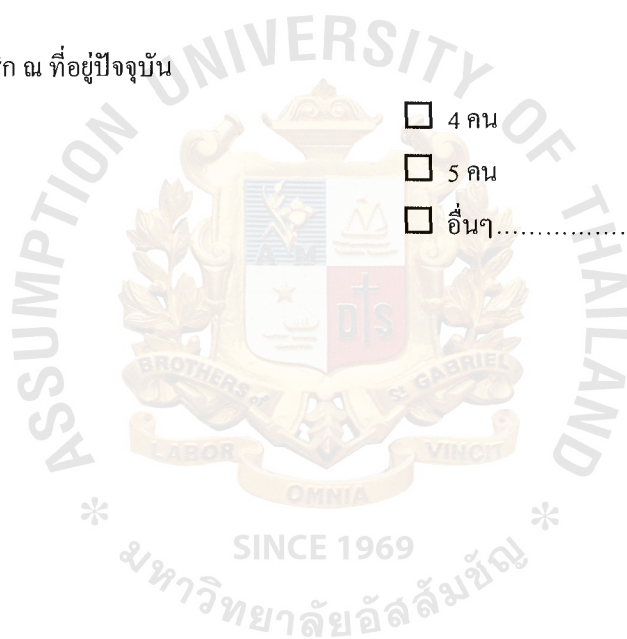 ณ ที่อยู่ปัจจุบัน
☐ 4 คน
☐ 5 คน
☐ อื่นๆ................
ASSUMPTION UNIVERSITY OF THAILAND
A M
D S
BROTHERS of St GABRIEL
LABOR OMNIA VINCIT
* SINCE 1969 *
มหาวิทยาลัยอัสสัมชัญ